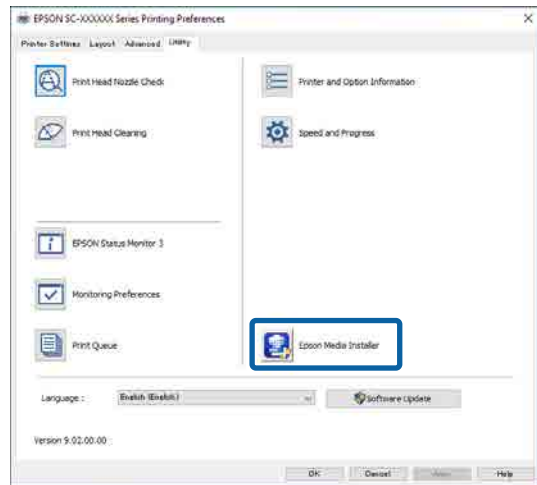 EPSON SC-XXXXXX Series Printing Preferences
Printer Settings Layout Advanced Utility
Print Head Nozzle Check
Printer and Option Information
Print Head Cleaning
Speed and Progress
EPSON Status Monitor 3
Monitoring Preferences
Print Queue
Epson Media Installer
Language : English (English) Software Update
Version 9.02.00.00
OK Cancel Help